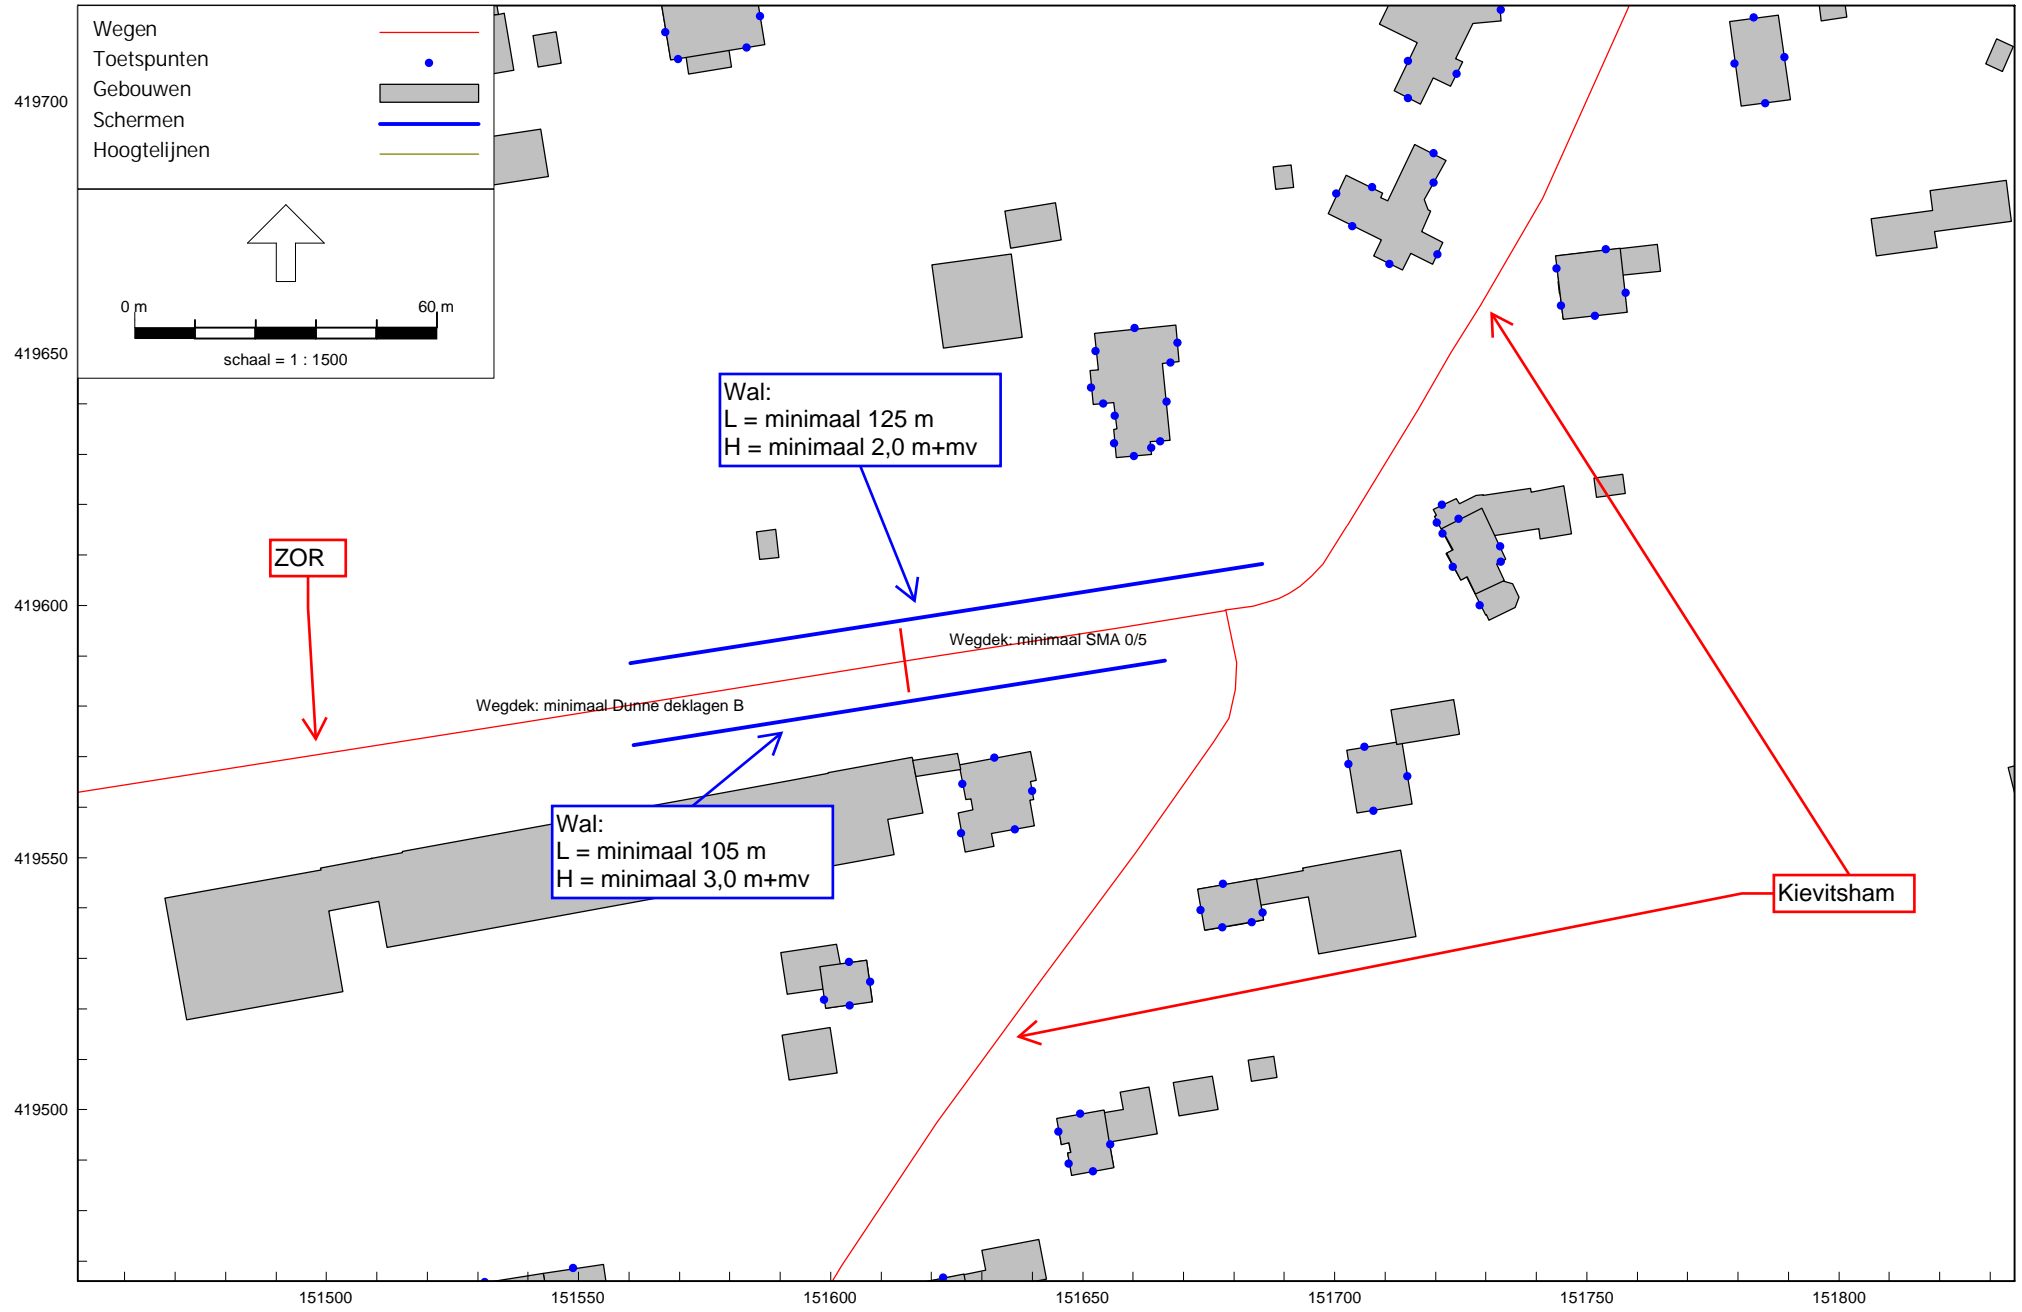 Wegen
Toetspunten
Gebouwen
Schermen
Hoogtelijnen
0 m
60 m
schaal = 1 : 1500
419700
419650
419600
419550
419500
Wal:
L = minimaal 125 m
H = minimaal 2,0 m+mv
ZOR
Wegdek: minimaal SMA 0/5
Wegdek: minimaal Dunne deklagen B
Wal:
L = minimaal 105 m
H = minimaal 3,0 m+mv
Kievitsham
151500
151550
151600
151650
151700
151750
151800